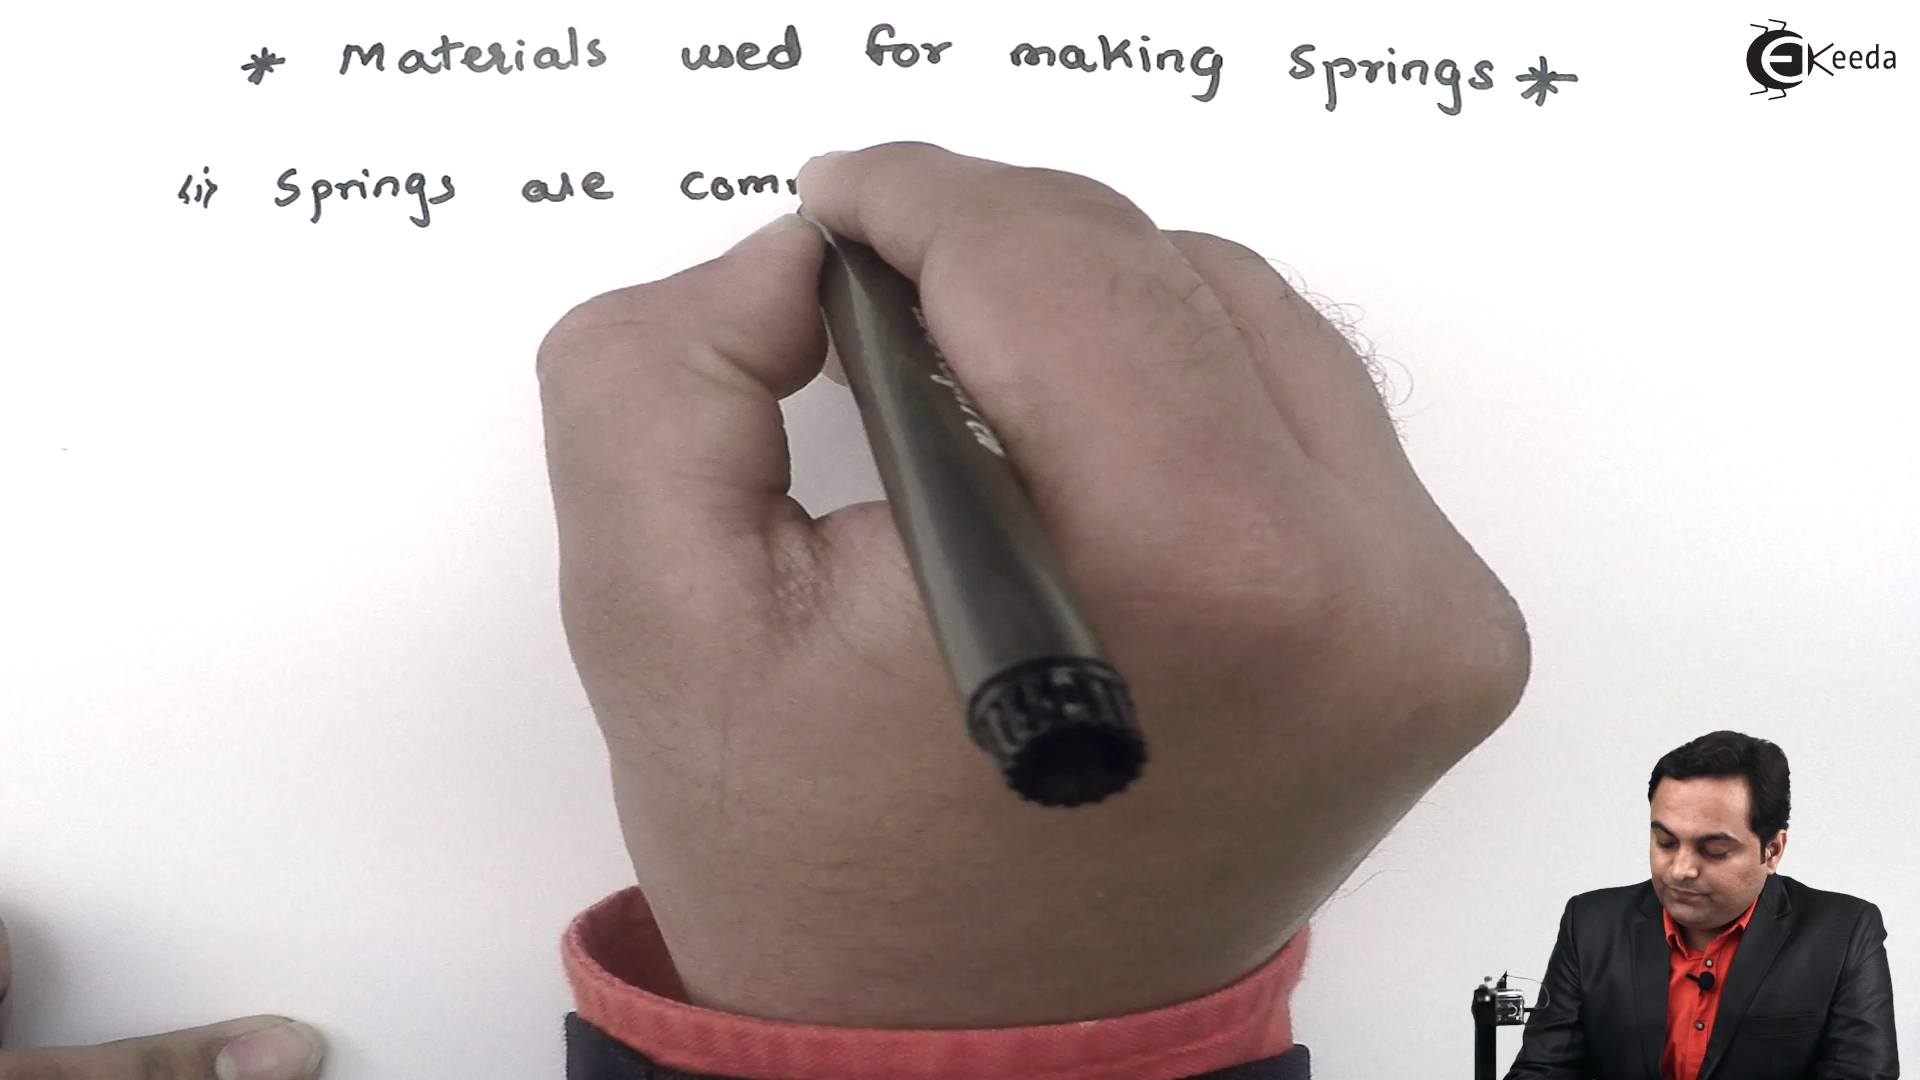 * Materials used for making Springs *
Keeda
(i) Springs are com